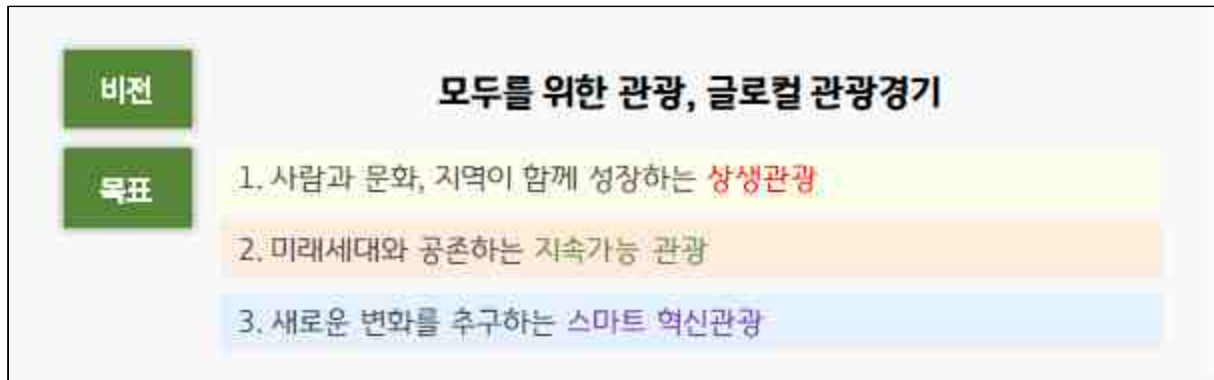 비전
모두를 위한 관광, 글로컬 관광경기
목표
1. 사람과 문화, 지역이 함께 성장하는 상생관광
2. 미래세대와 공존하는 지속가능 관광
3. 새로운 변화를 추구하는 스마트 혁신관광